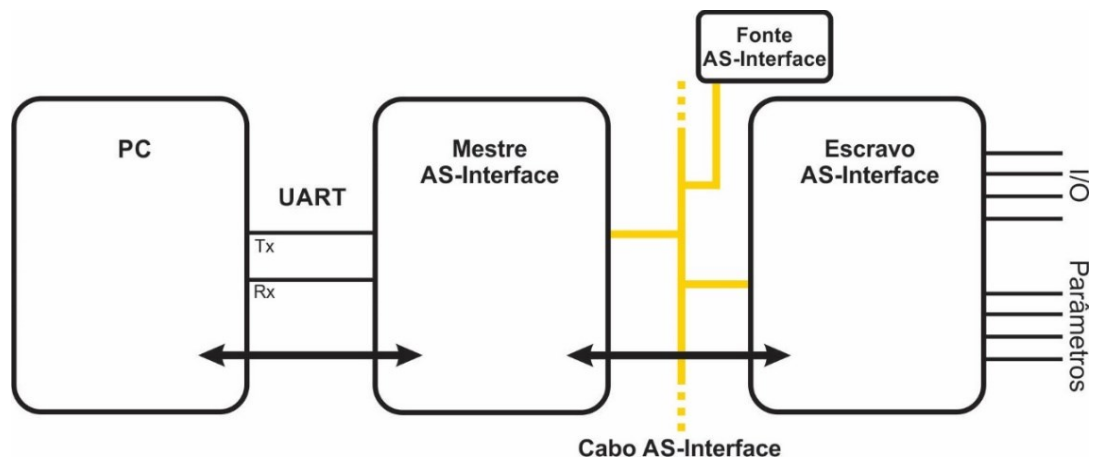 Fonte
AS-Interface
PC
Mestre
AS-Interface
Escravo
AS-Interface
UART
Tx
Rx
I/O
Parâmetros
Cabo AS-Interface